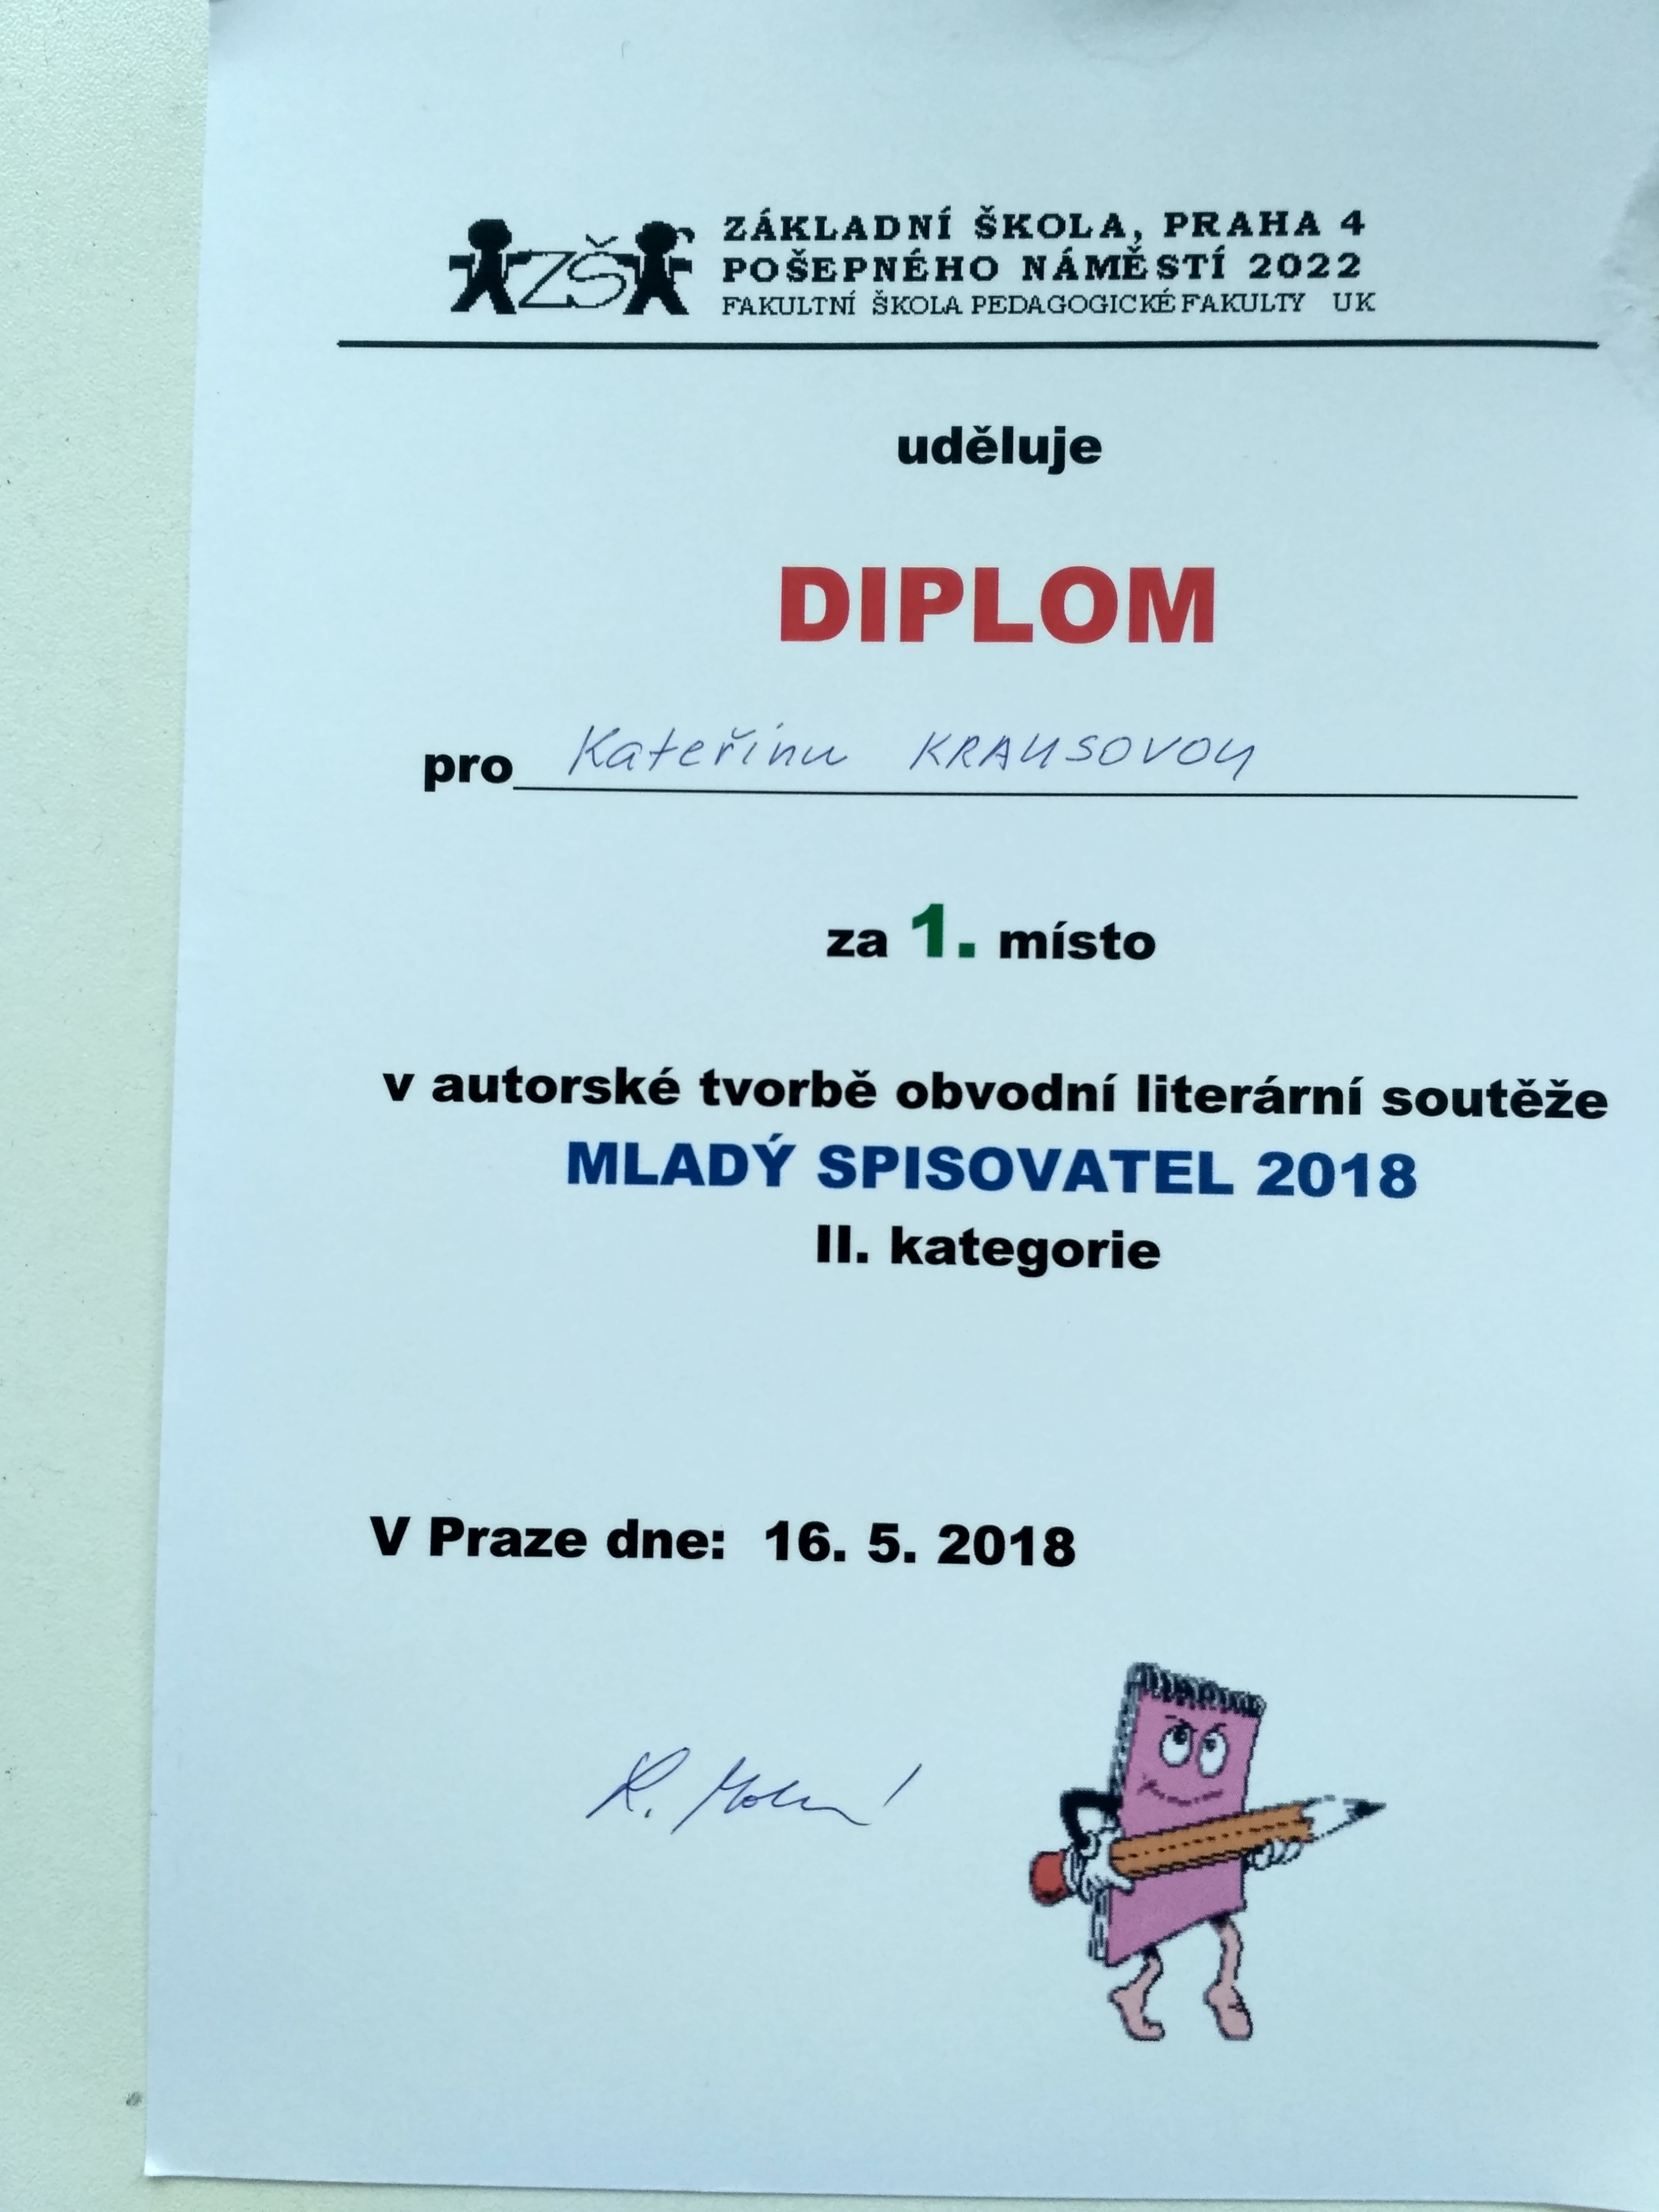 ZŠ
ZÁKLADNÍ ŠKOLA, PRAHA 4
POŠEPNÉHO NÁMĚSTÍ 2022
FAKULTNÍ ŠKOLA PEDAGOGICKÉ FAKULTY UK
uděluje
DIPLOM
pro Kateřinu KRAUSOVOU
za 1. místo
v autorské tvorbě obvodní literární soutěže
MLADÝ SPISOVATEL 2018
II. kategorie
V Praze dne: 16. 5. 2018